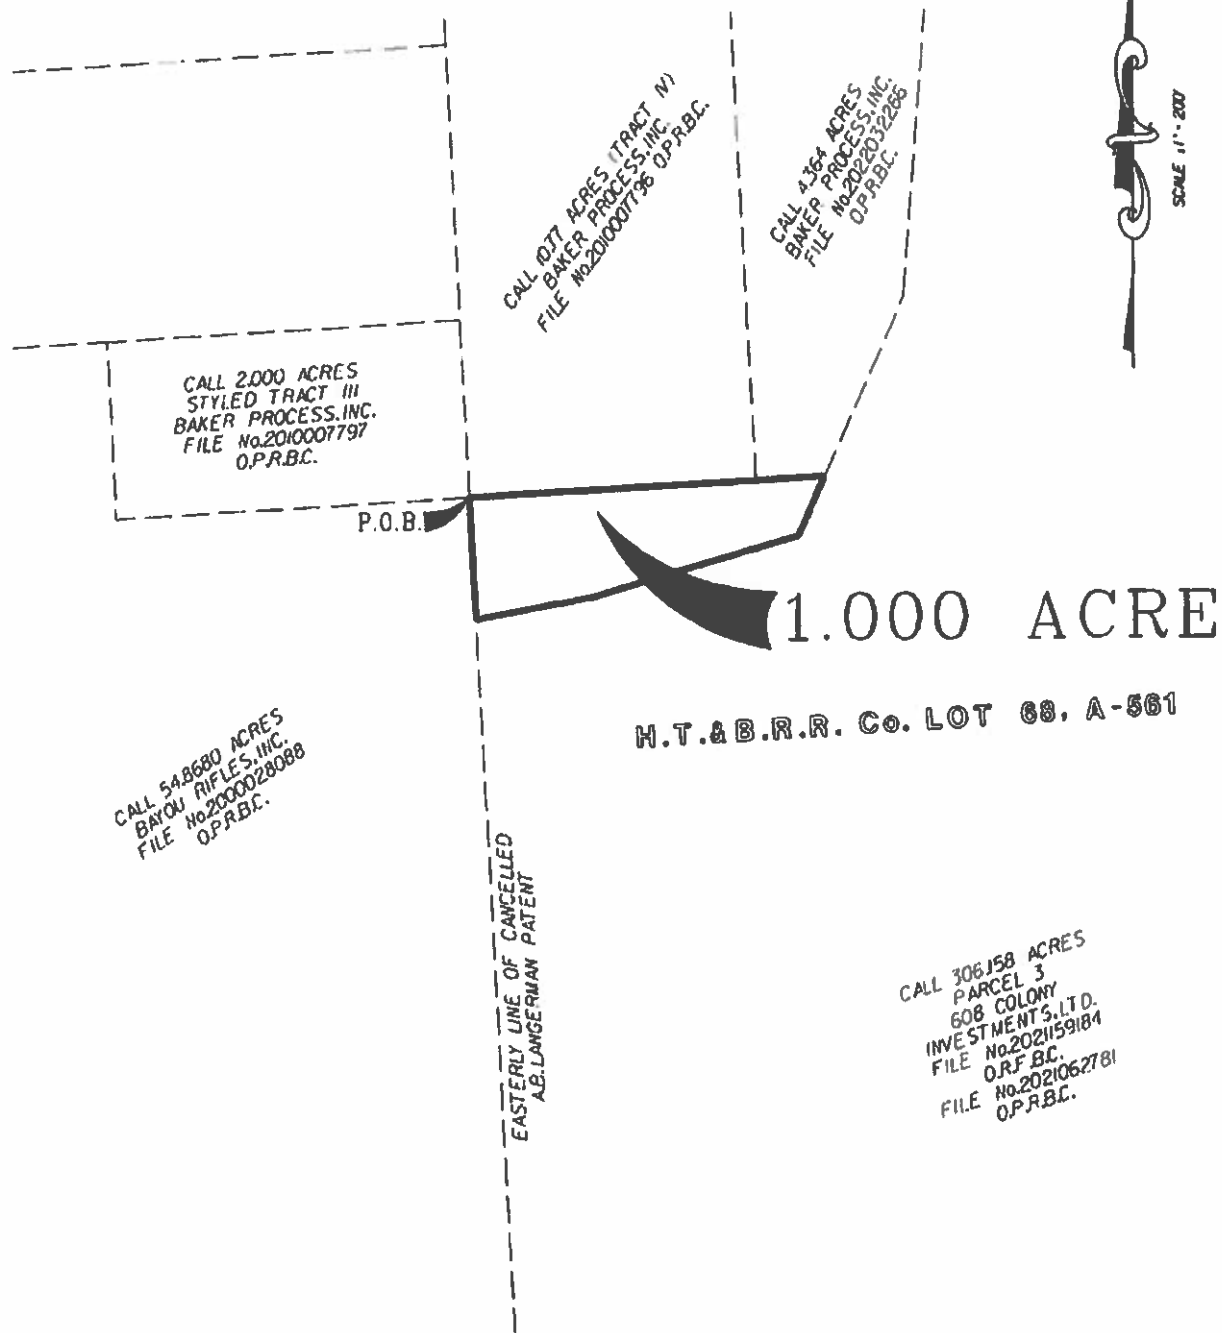 CALL 10.77 ACRES (TRACT IV)
BAKER PROCESS, INC.
FILE No.2010007796 O.P.R.B.C.
CALL 4.364 ACRES
BAKER PROCESS, INC.
FILE No.2022032266
O.P.R.B.C.
SCALE : 1" = 200'
CALL 2.000 ACRES
STYLED TRACT III
BAKER PROCESS, INC.
FILE No.2010007797
O.P.R.B.C.
P.O.B.
1.000 ACRE
H.T.&B.R.R. Co. LOT 68, A-561
CALL 54.8680 ACRES
BAYOU RIFLES, INC.
FILE No.2000028088
O.P.R.B.C.
EASTERLY LINE OF CANCELLED
A.B. LANGERMAN PATENT
CALL 306.158 ACRES
PARCEL 3
608 COLONY
INVESTMENTS, LTD.
FILE No.2021159184
O.R.F.B.C.
FILE No.2021062781
O.P.R.B.C.